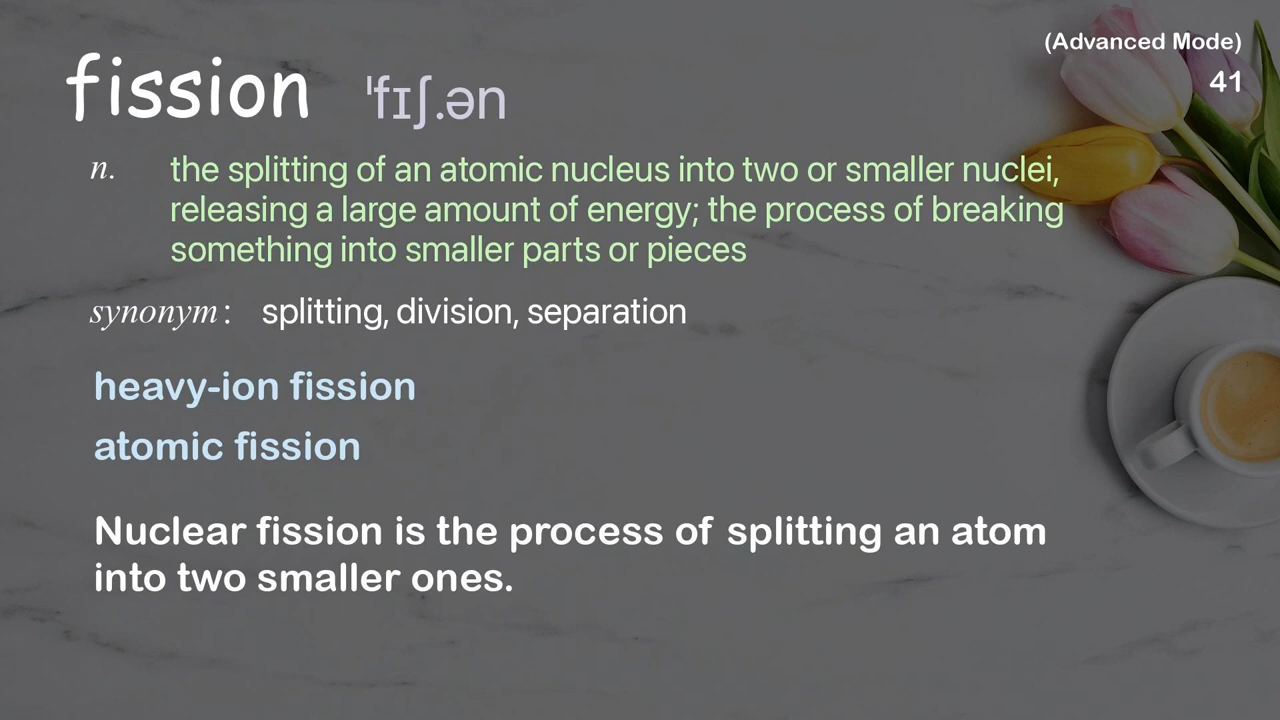 (Advanced Mode)
41
fission ˈfɪʃ.ən
n. the splitting of an atomic nucleus into two or smaller nuclei,
releasing a large amount of energy; the process of breaking
something into smaller parts or pieces
synonym : splitting, division, separation
heavy-ion fission
atomic fission
Nuclear fission is the process of splitting an atom
into two smaller ones.